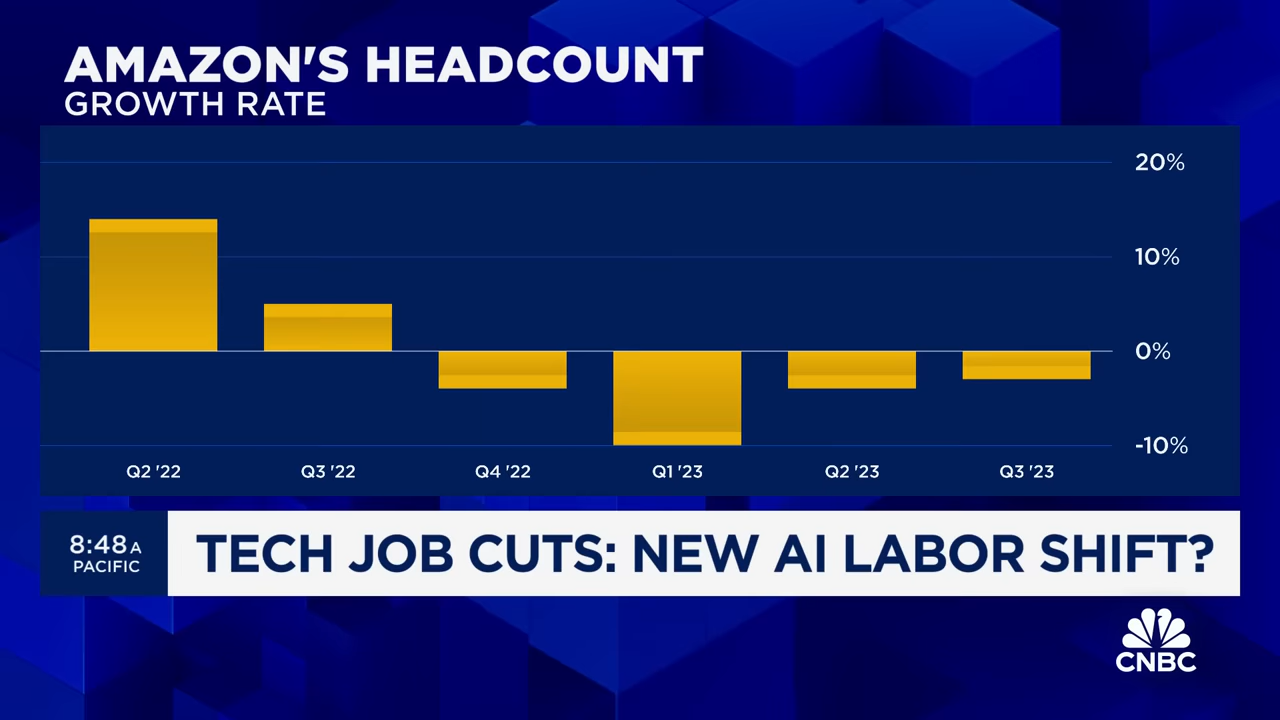 AMAZON'S HEADCOUNT
GROWTH RATE
20%
10%
0%
-10%
Q2 '22 Q3 '22 Q4 '22 Q1 '23 Q2 '23 Q3 '23
8:48A
PACIFIC
TECH JOB CUTS: NEW AI LABOR SHIFT?
CNBC